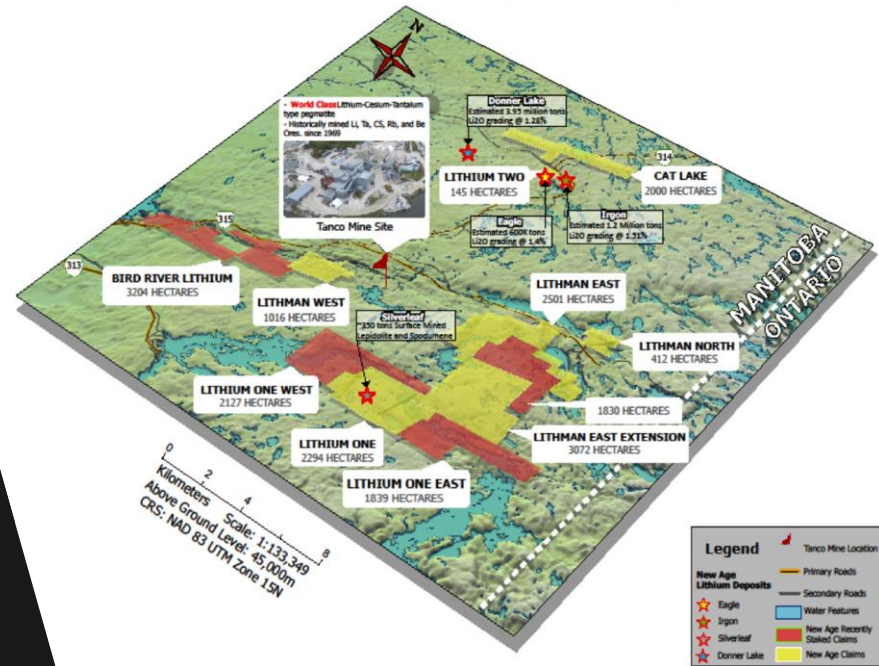 N
- World ClassLithium-Cesium-Tantalum
type pegmatite
- Historically mined Li, Ta, CS, Rb, and Be
Ores. since 1969
Tanco Mine Site
Donner Lake
Estimated 3.95 million tons
Li2O grading @ 1.28%
LITHIUM TWO
145 HECTARES
314
CAT LAKE
2000 HECTARES
Eagle
Estimated 600K tons
Li2O grading @ 1.4%
Irgon
Estimated 1.2 Million tons
Li2O grading @ 1.51%
MANITOBA
ONTARIO
315
313
BIRD RIVER LITHIUM
3204 HECTARES
LITHMAN WEST
1016 HECTARES
LITHMAN EAST
2501 HECTARES
LITHMAN NORTH
412 HECTARES
Silverleaf
~350 tons Surface Mined
Lepidolite and Spodumene
LITHIUM ONE WEST
2127 HECTARES
1830 HECTARES
LITHIUM ONE
2294 HECTARES
LITHMAN EAST EXTENSION
3072 HECTARES
LITHIUM ONE EAST
1839 HECTARES
0 2 4 8
Kilometers Scale: 1:133,349
Above Ground Level: 45,000m
CRS: NAD 83 UTM Zone 15N
Legend
New Age
Lithium Deposits
Eagle
Irgon
Silverleaf
Donner Lake
Tanco Mine Location
Primary Roads
Secondary Roads
Water Features
New Age Recently
Staked Claims
New Age Claims